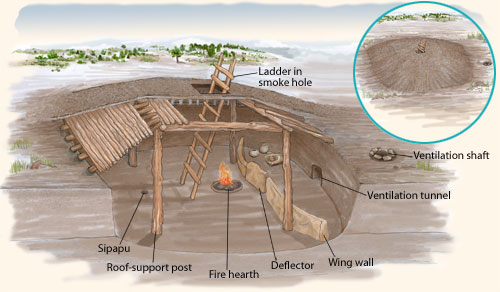 Ladder in
smoke hole
Ventilation shaft
Ventilation tunnel
Sipapu
Roof-support post
Fire hearth
Deflector
Wing wall